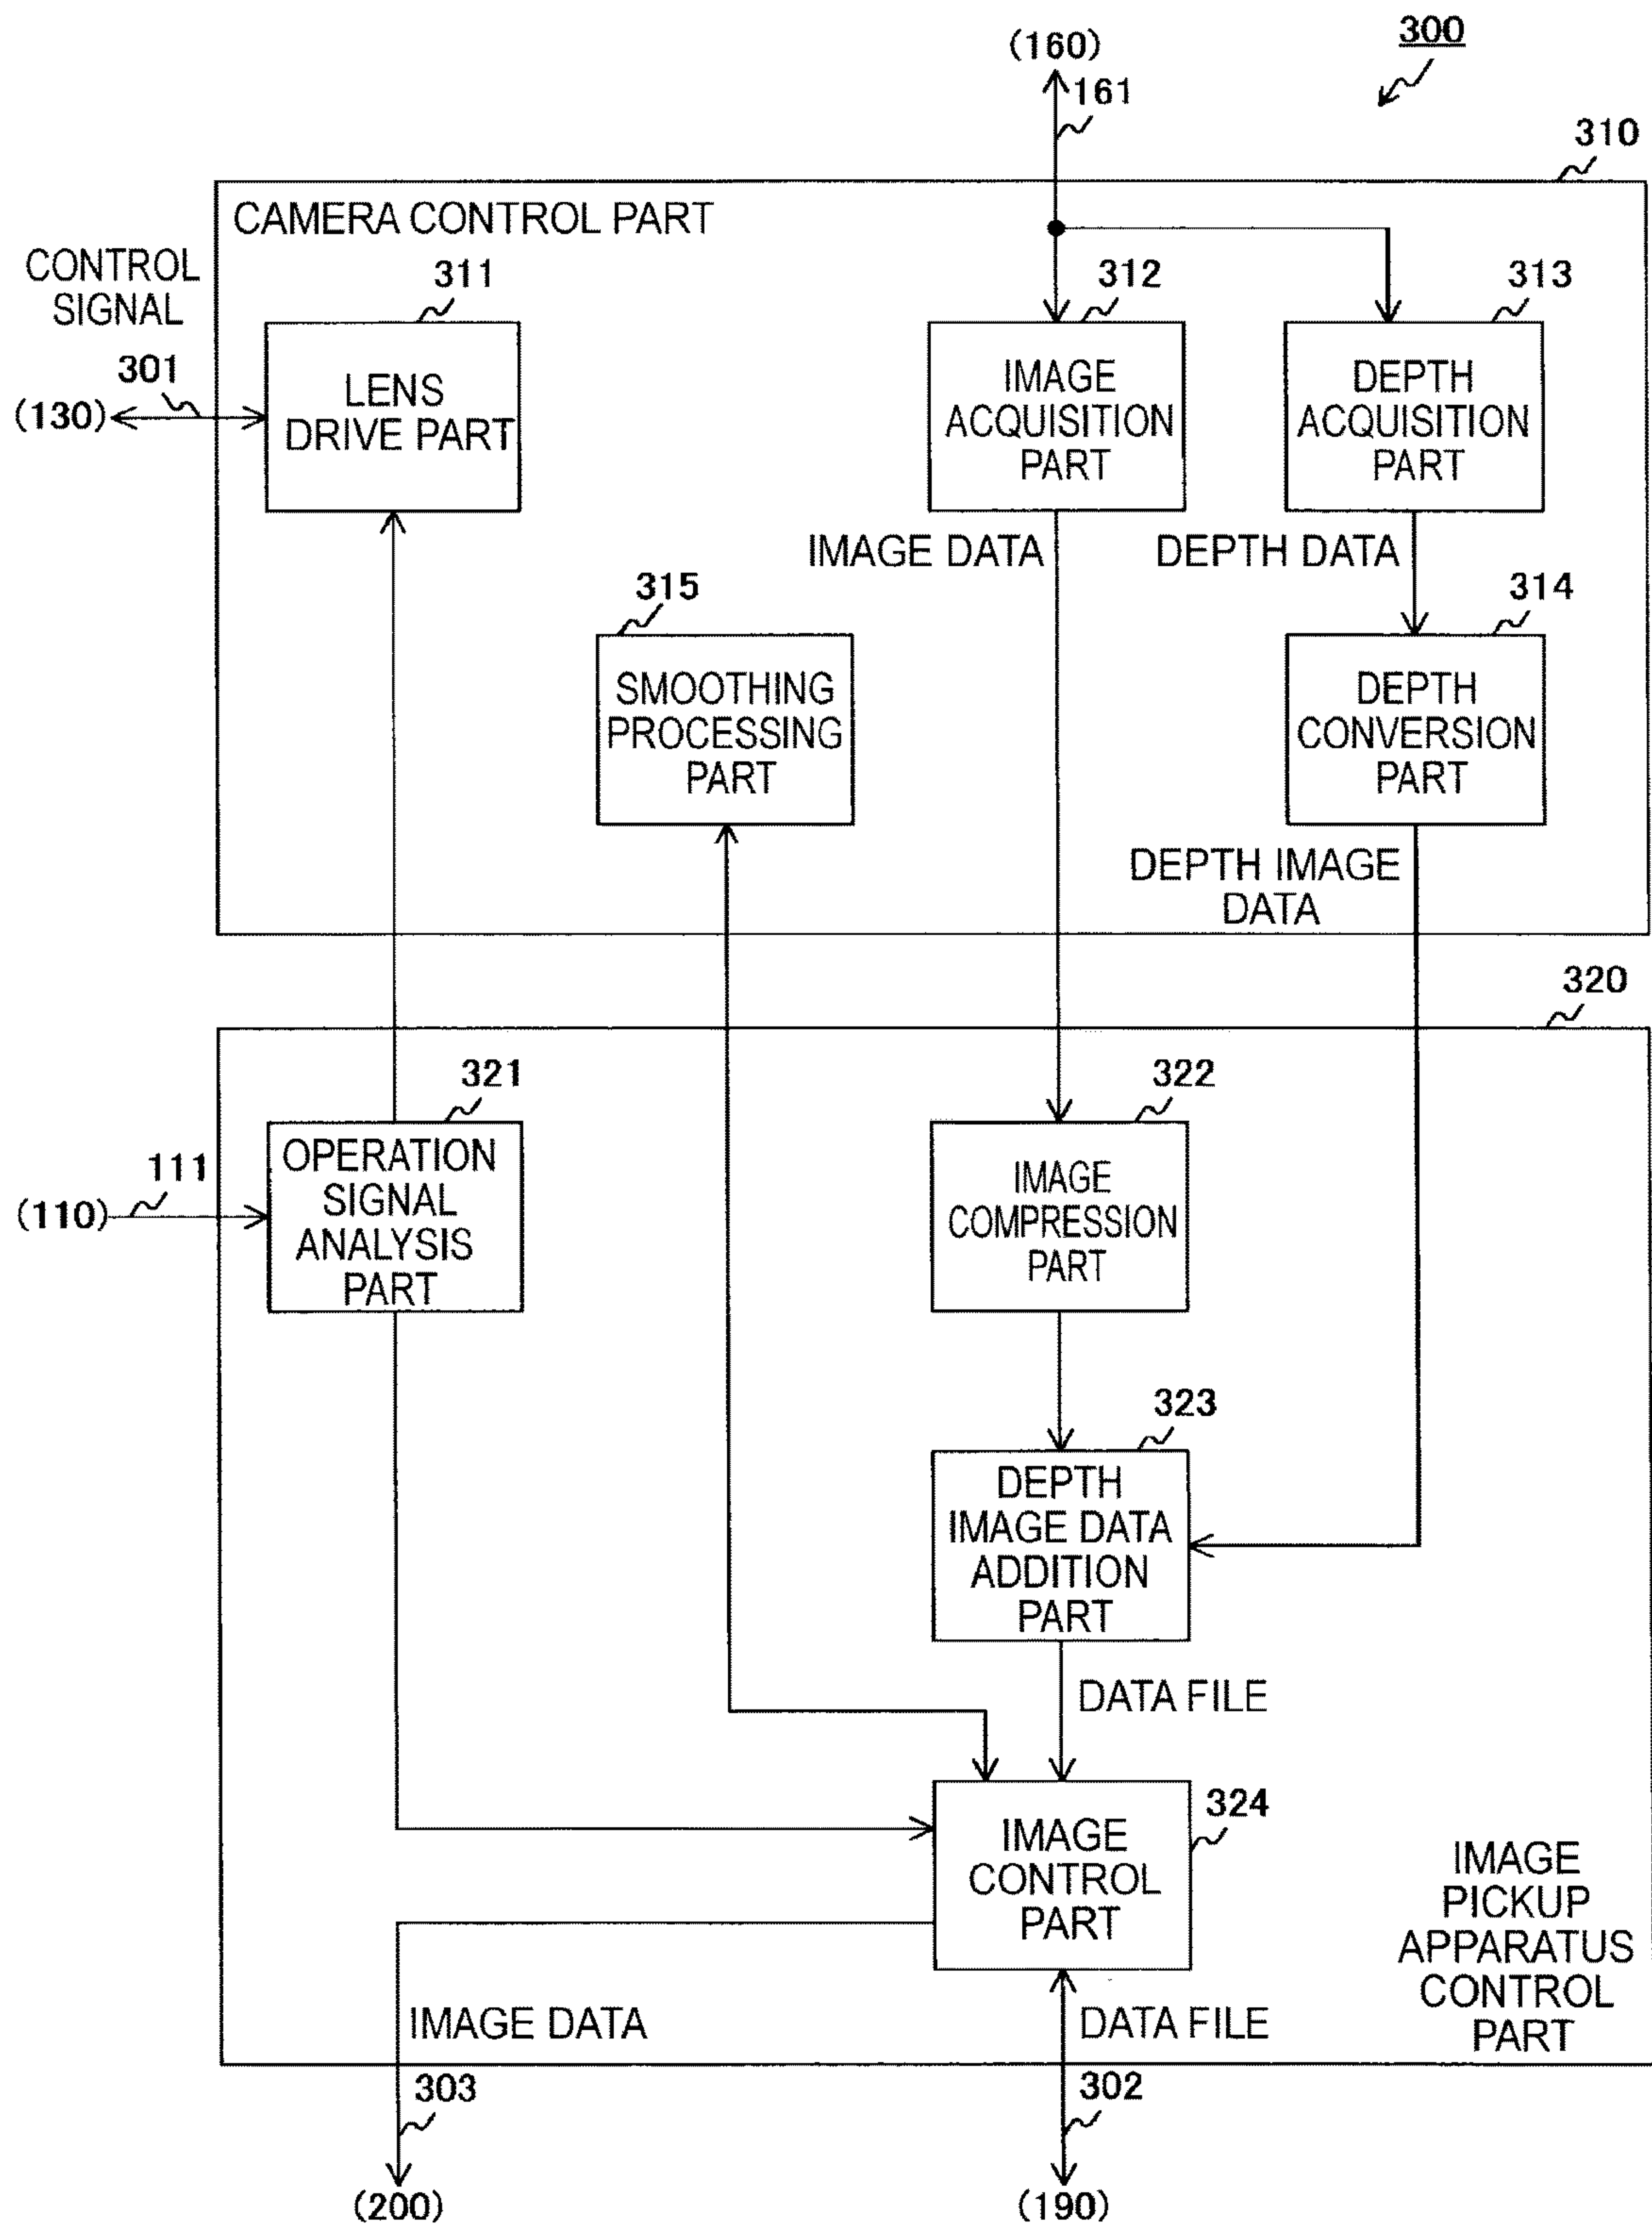 300
(160)
161
310
CAMERA CONTROL PART
CONTROL
SIGNAL
311
312
313
301
(130)
LENS
DRIVE PART
IMAGE
ACQUISITION
PART
DEPTH
ACQUISITION
PART
IMAGE DATA
DEPTH DATA
315
314
SMOOTHING
PROCESSING
PART
DEPTH
CONVERSION
PART
DEPTH IMAGE
DATA
320
321
322
111
(110)
OPERATION
SIGNAL
ANALYSIS
PART
IMAGE
COMPRESSION
PART
323
DEPTH
IMAGE DATA
ADDITION
PART
DATA FILE
324
IMAGE
CONTROL
PART
IMAGE
PICKUP
APPARATUS
CONTROL
PART
IMAGE DATA
DATA FILE
303
302
(200)
(190)